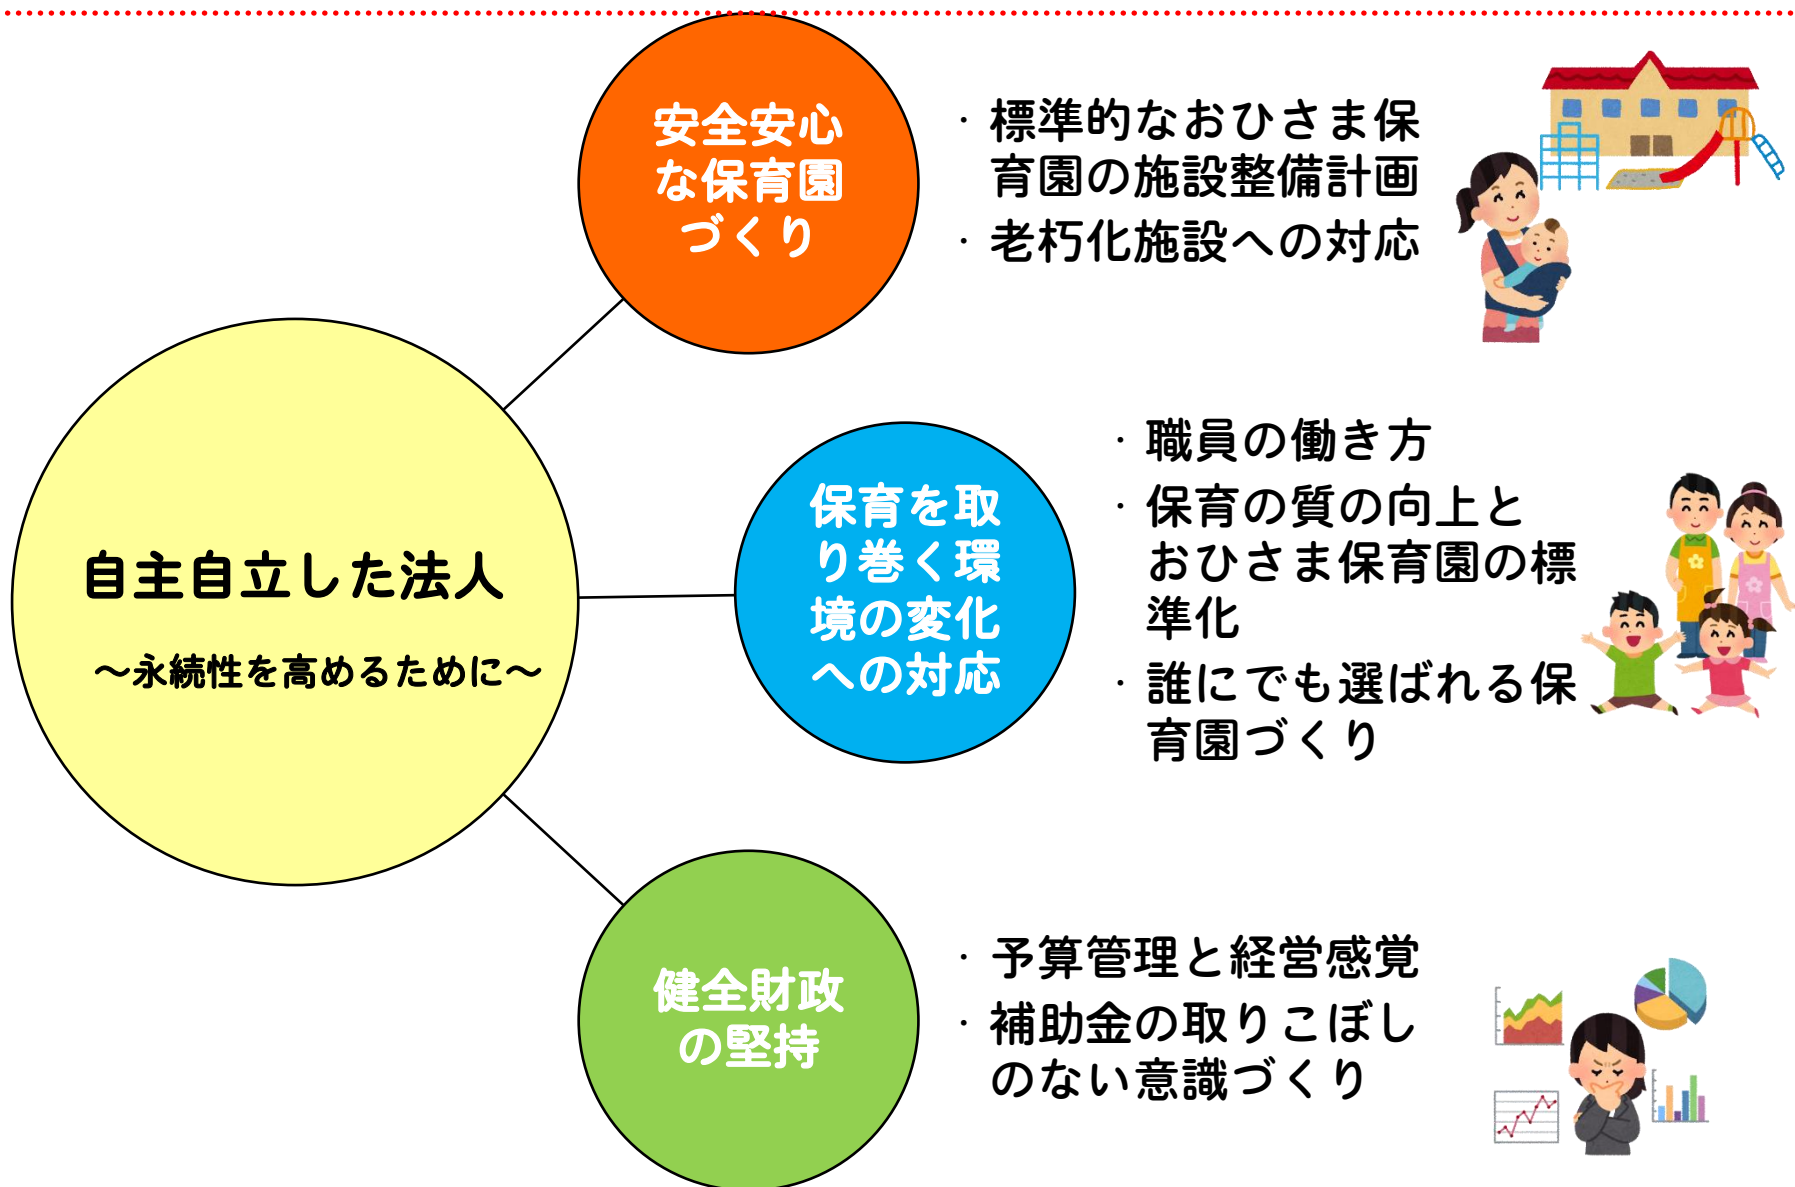 安全安心
な保育園
づくり
・標準的なおひさま保
育園の施設整備計画
・老朽化施設への対応
自主自立した法人
～永続性を高めるために～
保育を取
り巻く環
境の変化
への対応
・職員の働き方
・保育の質の向上と
おひさま保育園の標
準化
・誰にでも選ばれる保
育園づくり
健全財政
の堅持
・予算管理と経営感覚
・補助金の取りこぼし
のない意識づくり